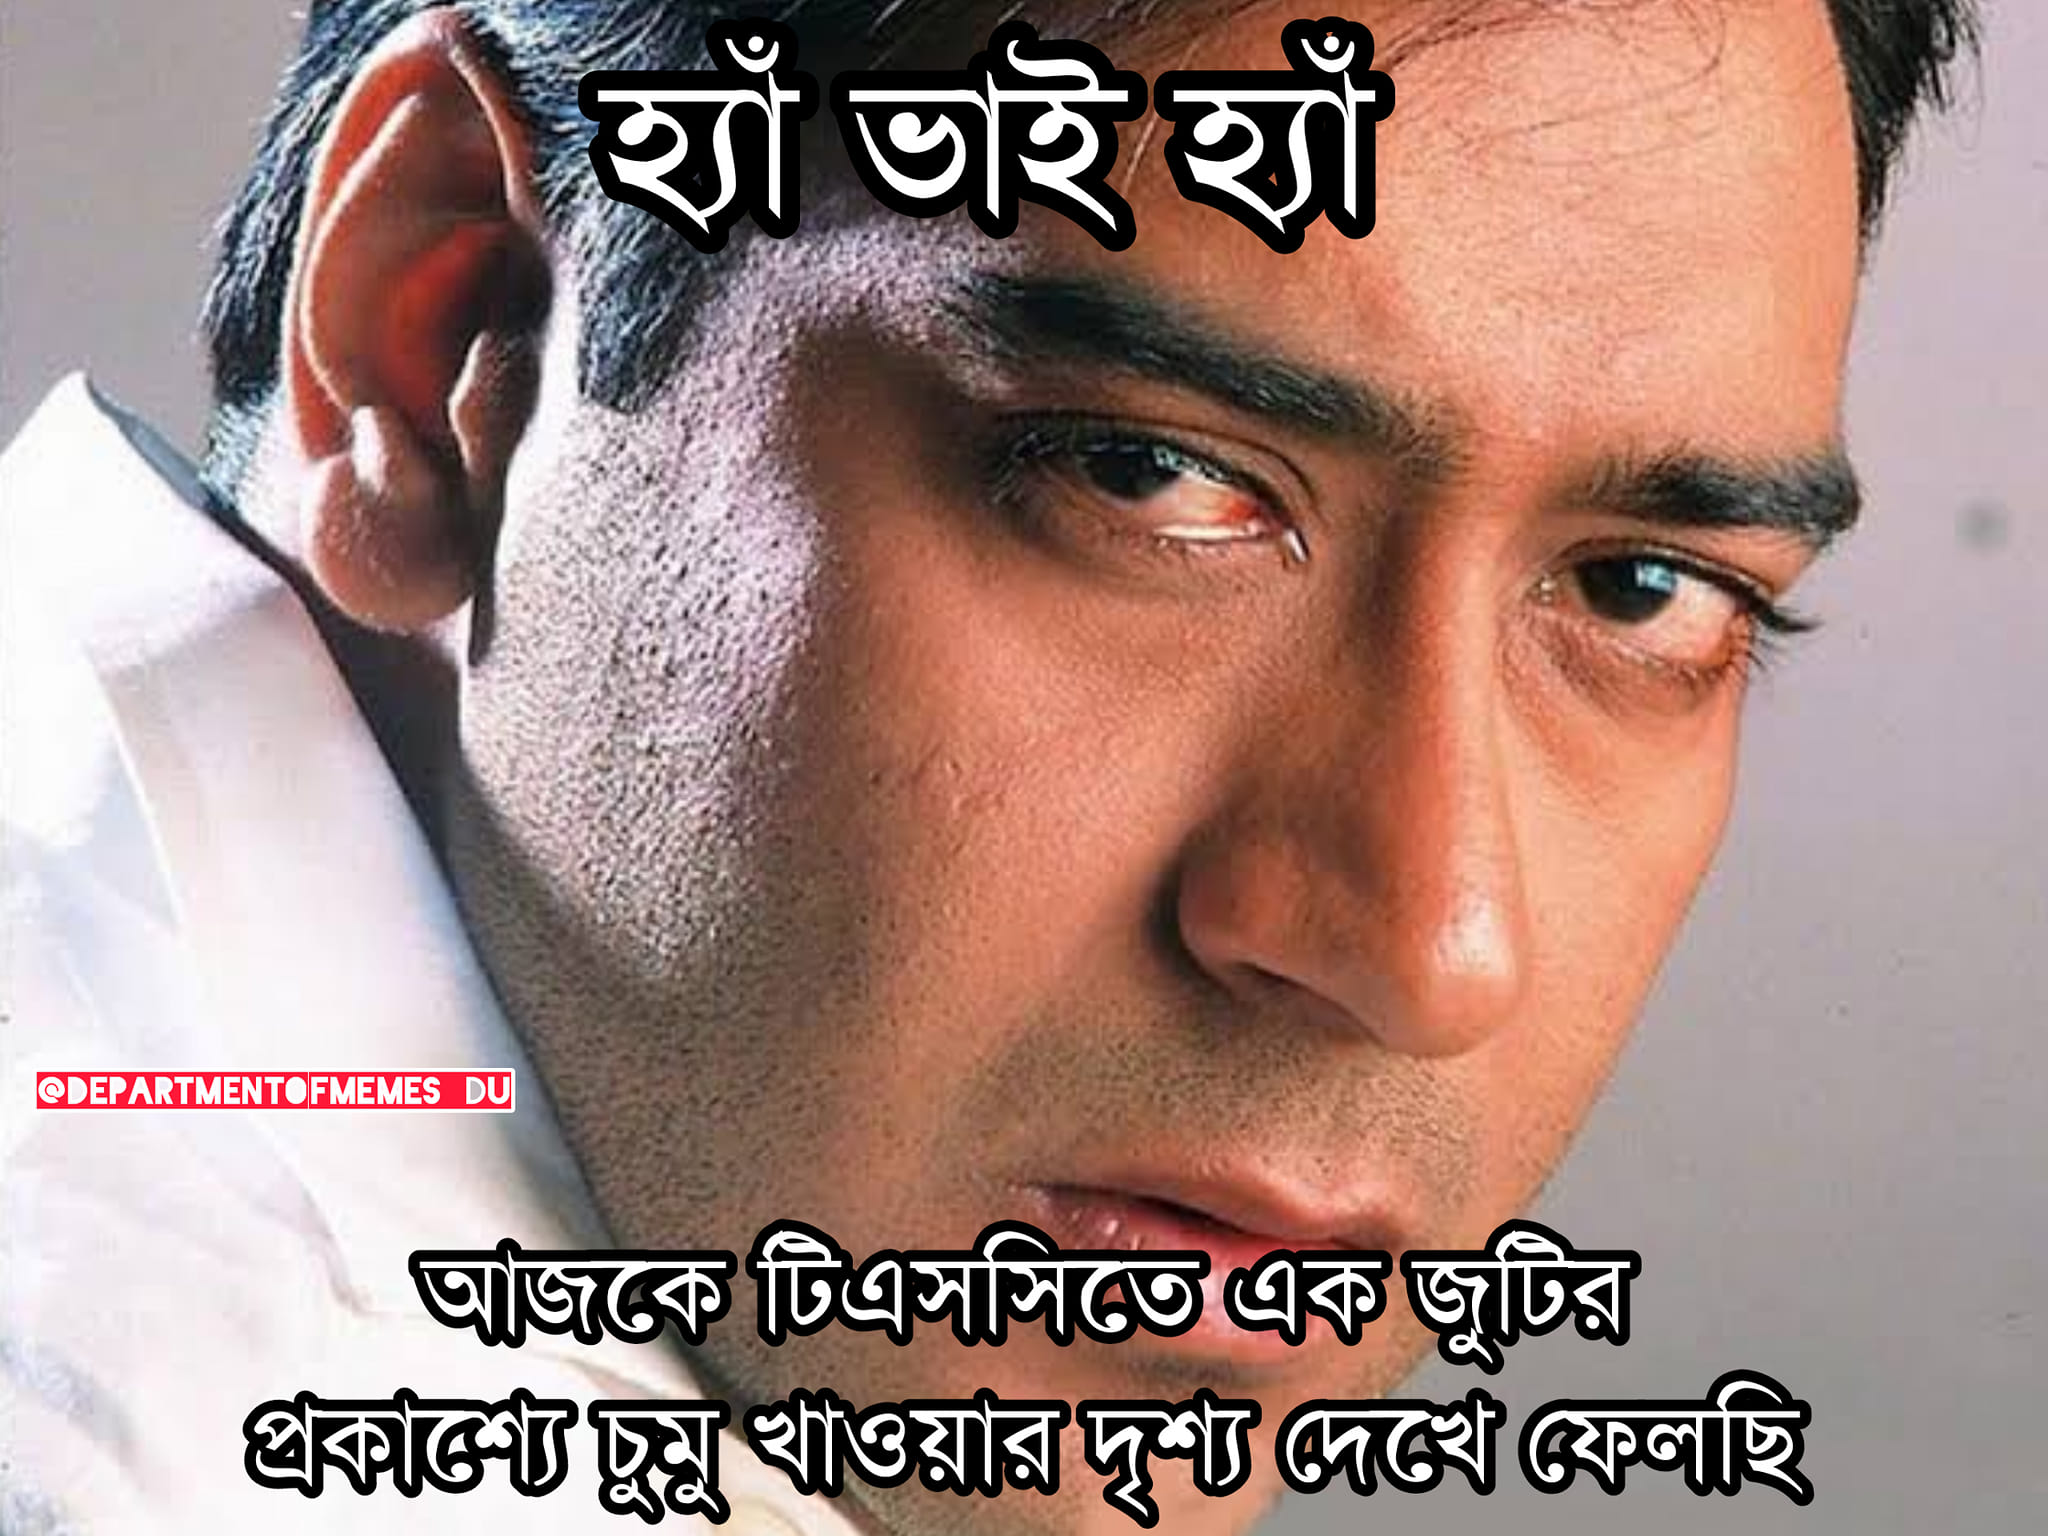 হ্যাঁ ভাই হ্যাঁ
@DEPARTMENTOFMEMES_DU
আজকে টিএসসিতে এক জুটির
প্রকাশ্যে চুমু খাওয়ার দৃশ্য দেখে ফেলছি